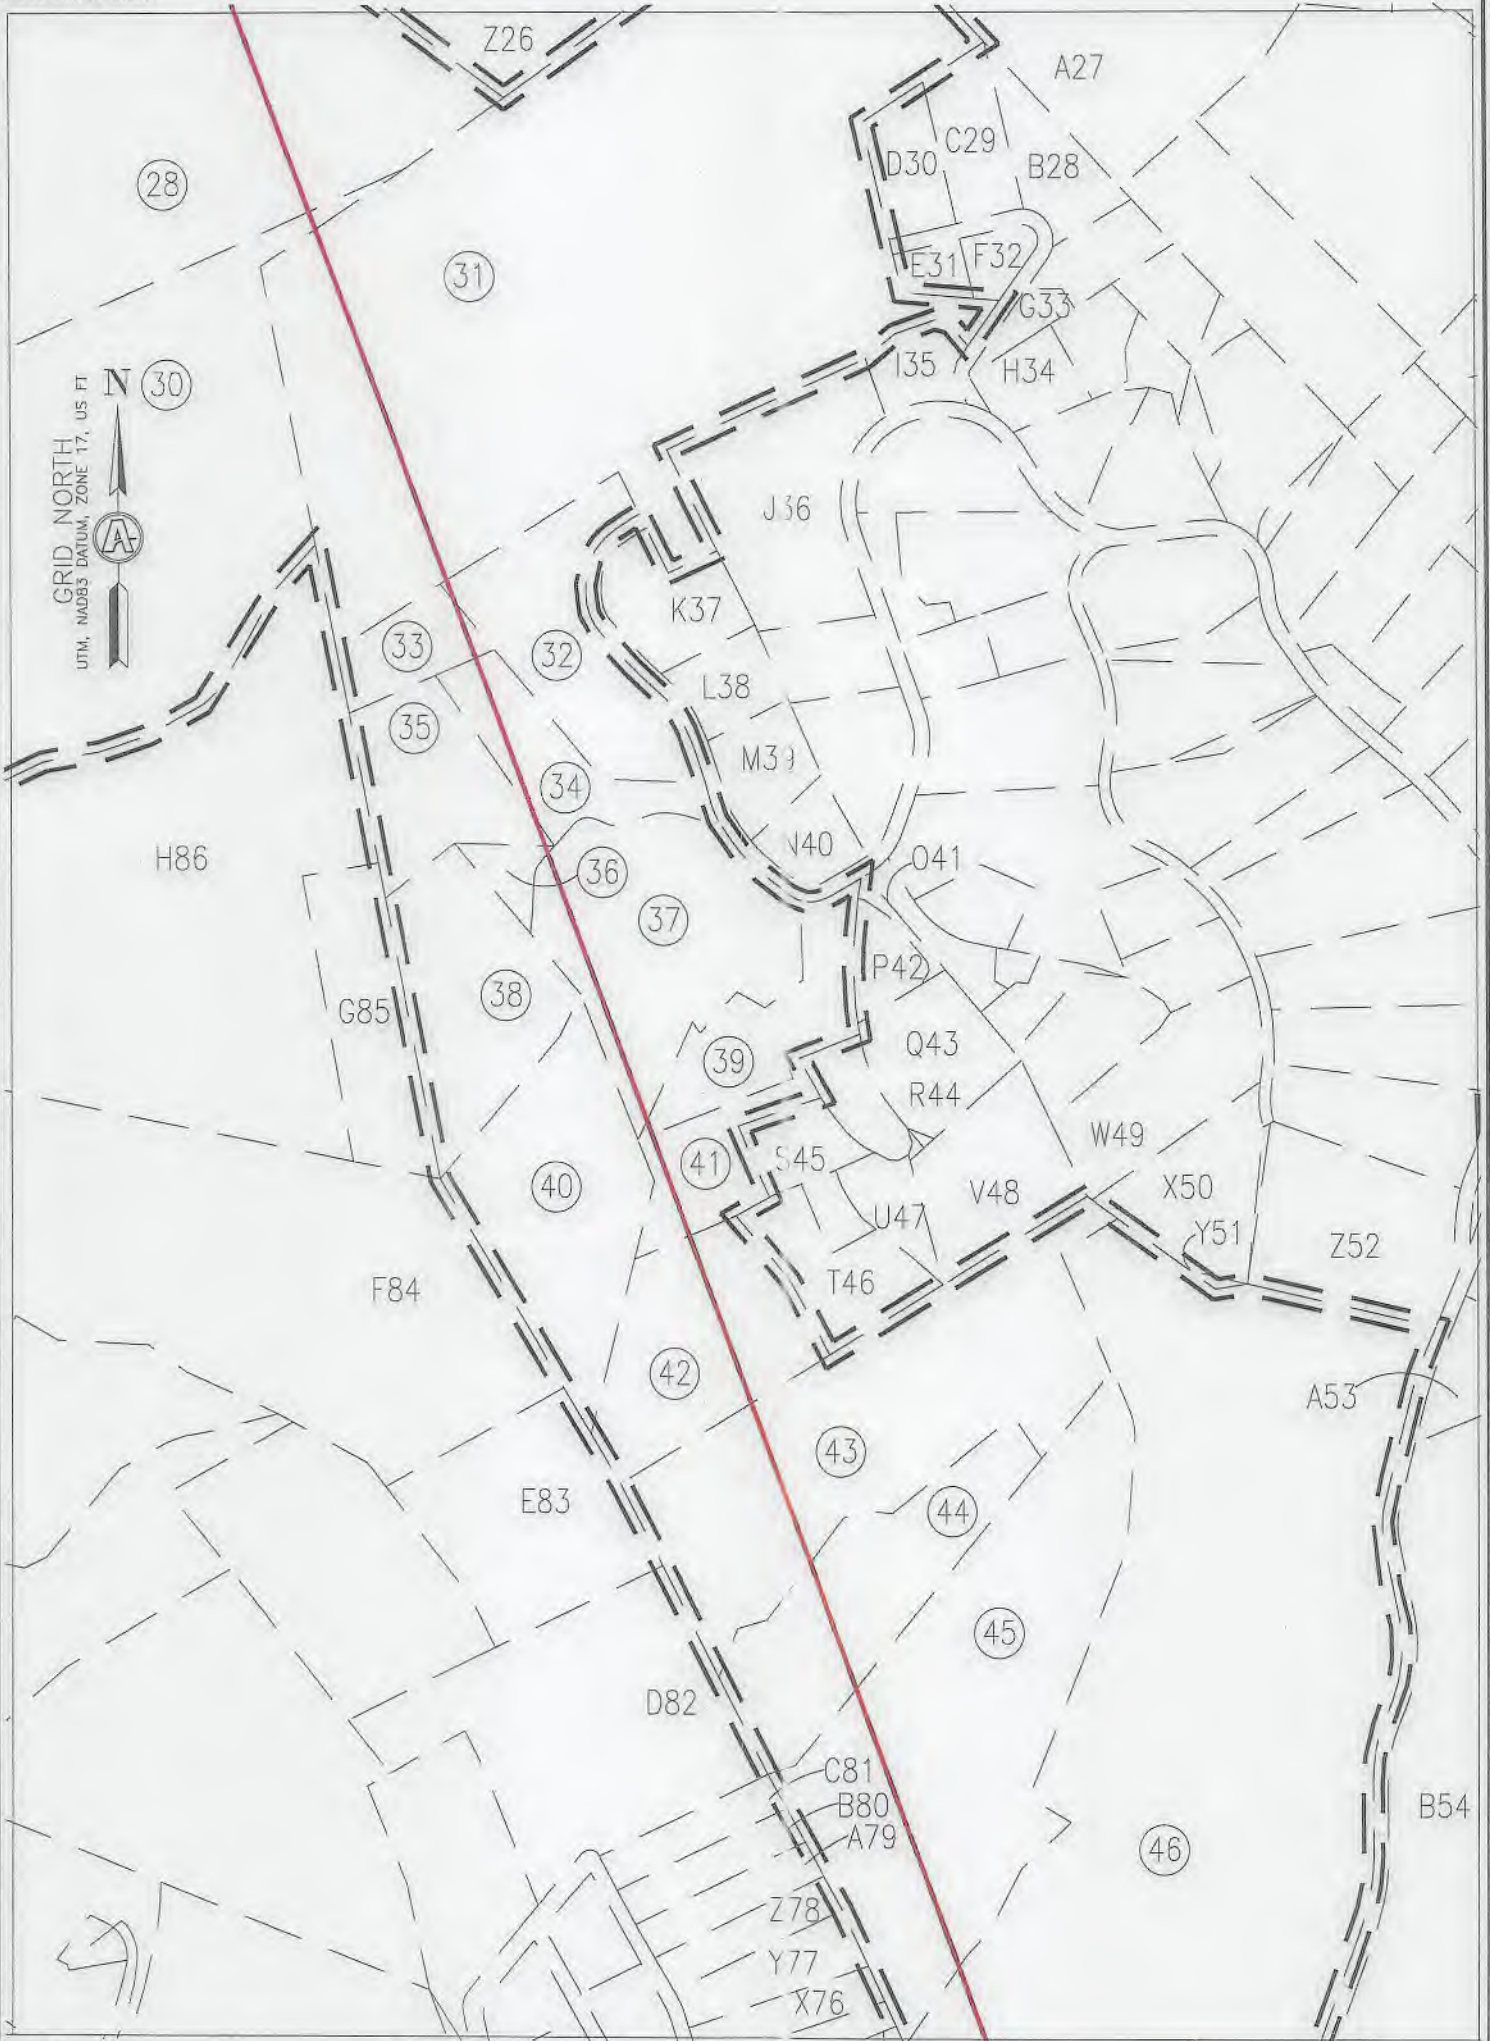 Z26
A27
C29
D30
B28
28
F32
E31
31
G33
I35
H34
N
30
GRID NORTH
UTM, NAD83 DATUM, ZONE 17, US FT
A
J36
K37
33
32
L38
35
M39
34
N40
H86
O41
36
37
P42
38
G85
Q43
39
R44
W49
S45
41
40
X50
V48
U47
Y51
Z52
T46
F84
42
A53
43
E83
44
45
D82
C81
B80
B54
A79
46
Z78
Y77
X76